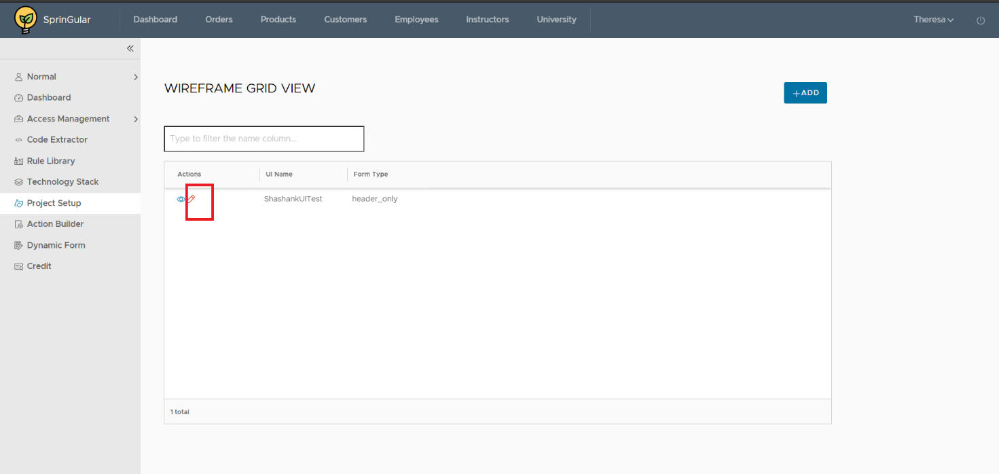 SprinGular Dashboard Orders Products Customers Employees Instructors University Theresa
Normal
Dashboard
Access Management
Code Extractor
Rule Library
Technology Stack
Project Setup
Action Builder
Dynamic Form
Credit
WIREFRAME GRID VIEW
+ADD
Type to filter the name column...
Actions UI Name Form Type
ShashankUITest header_only
1 total